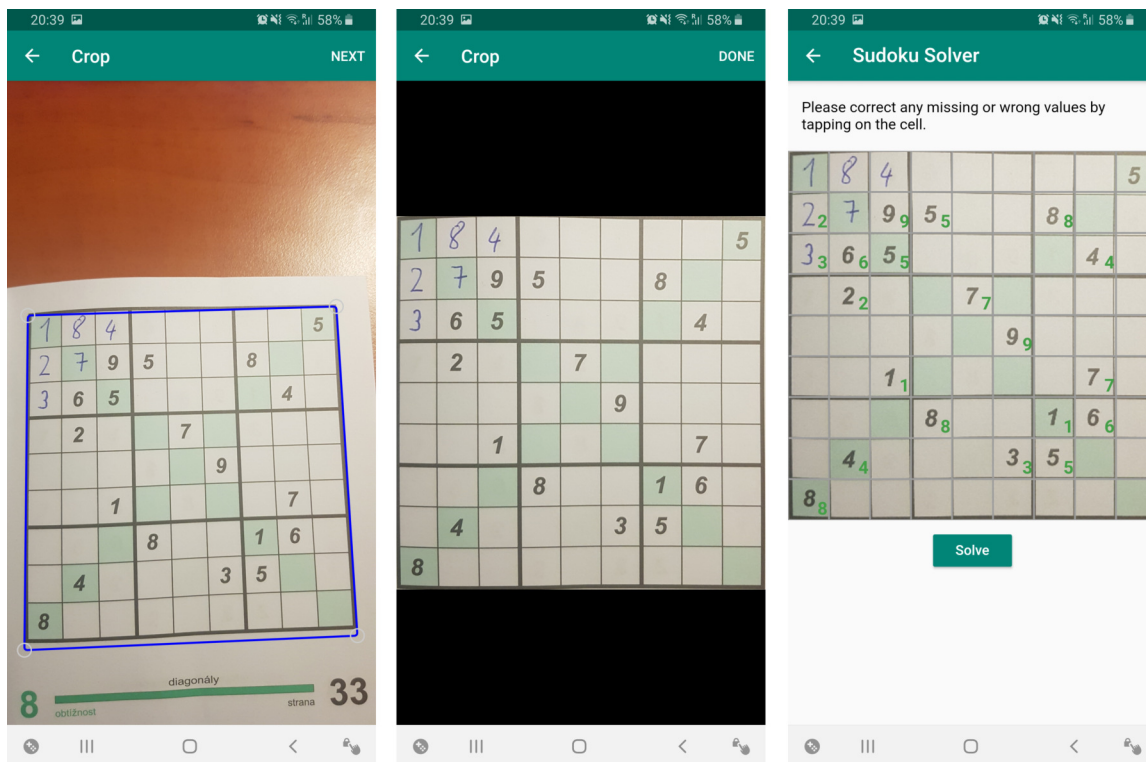 20:39 58%
Crop NEXT
1 8 4 5
2 7 9 5 8
3 6 5 4
2 7
9
1 7
8 1 6
4 3 5
8
diagonály
8 33
obtížnost strana
20:39 58%
Crop DONE
1 8 4 5
2 7 9 5 8
3 6 5 4
2 7
9
1 7
8 1 6
4 3 5
8
20:39 58%
Sudoku Solver
Please correct any missing or wrong values by
tapping on the cell.
1 8 4 5
2 2 7 9 9 5 5 8 8
3 3 6 6 5 5 4 4
2 2 7 7
9 9
1 1 7 7
8 8 1 1 6 6
4 4 3 3 5 5
8 8
Solve